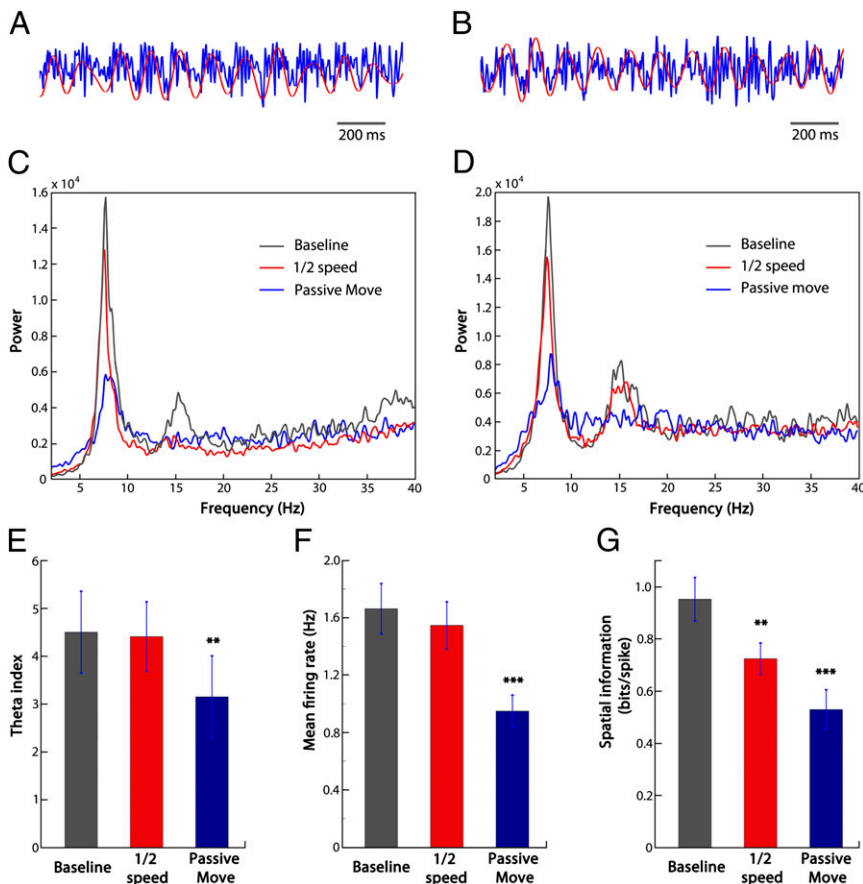 A
B
200 ms
200 ms
C
D
x 10⁴
1.6
1.4
1.2
1.0
0.8
0.6
0.4
0.2
0
Power
Baseline
1/2 speed
Passive Move
5
10
15
20
25
30
35
40
Frequency (Hz)
x 10⁴
2.0
1.8
1.6
1.4
1.2
1.0
0.8
0.6
0.4
0.2
0
Power
Baseline
1/2 speed
Passive move
5
10
15
20
25
30
35
40
Frequency (Hz)
E
6
5
4
3
2
1
0
Theta index
**
Baseline
1/2
speed
Passive
Move
F
2.0
1.6
1.2
0.8
0.4
0
Mean firing rate (Hz)
***
Baseline
1/2
speed
Passive
Move
G
1.0
0.8
0.6
0.4
0.2
0
Spatial information
(bits/spike)
**
***
Baseline
1/2
speed
Passive
Move